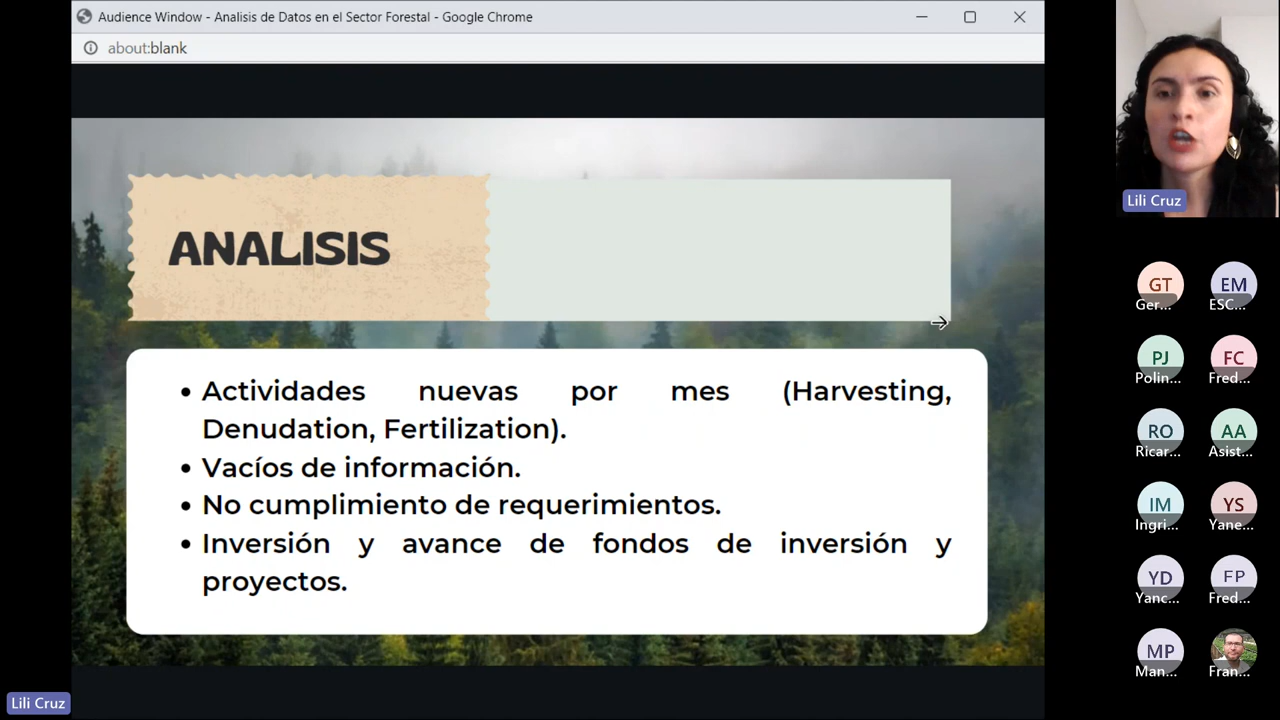 Audience Window - Analisis de Datos en el Sector Forestal - Google Chrome
about:blank
ANALISIS
• Actividades nuevas por mes (Harvesting,
Denudation, Fertilization).
• Vacíos de información.
• No cumplimiento de requerimientos.
• Inversión y avance de fondos de inversión y
proyectos.
Lili Cruz
GT EM
Ger... ESC...
PJ FC
Polin... Fred...
RO AA
Ricar... Asist...
IM YS
Ingri... Yane...
YD FP
Yanc... Fred...
MP
Man... Fran...
Lili Cruz